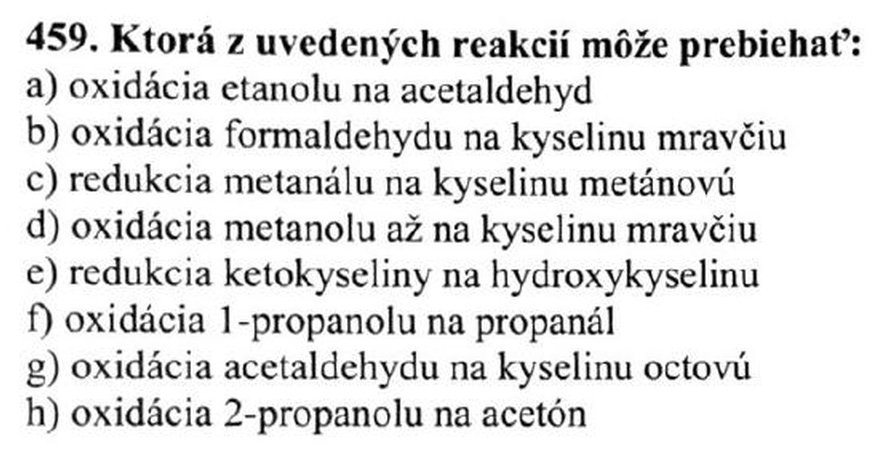 459. Ktorá z uvedených reakcií môže prebiehať:
a) oxidácia etanolu na acetaldehyd
b) oxidácia formaldehydu na kyselinu mravčiu
c) redukcia metanálu na kyselinu metánovú
d) oxidácia metanolu až na kyselinu mravčiu
e) redukcia ketokyseliny na hydroxykyselinu
f) oxidácia 1-propanolu na propanál
g) oxidácia acetaldehydu na kyselinu octovú
h) oxidácia 2-propanolu na acetón